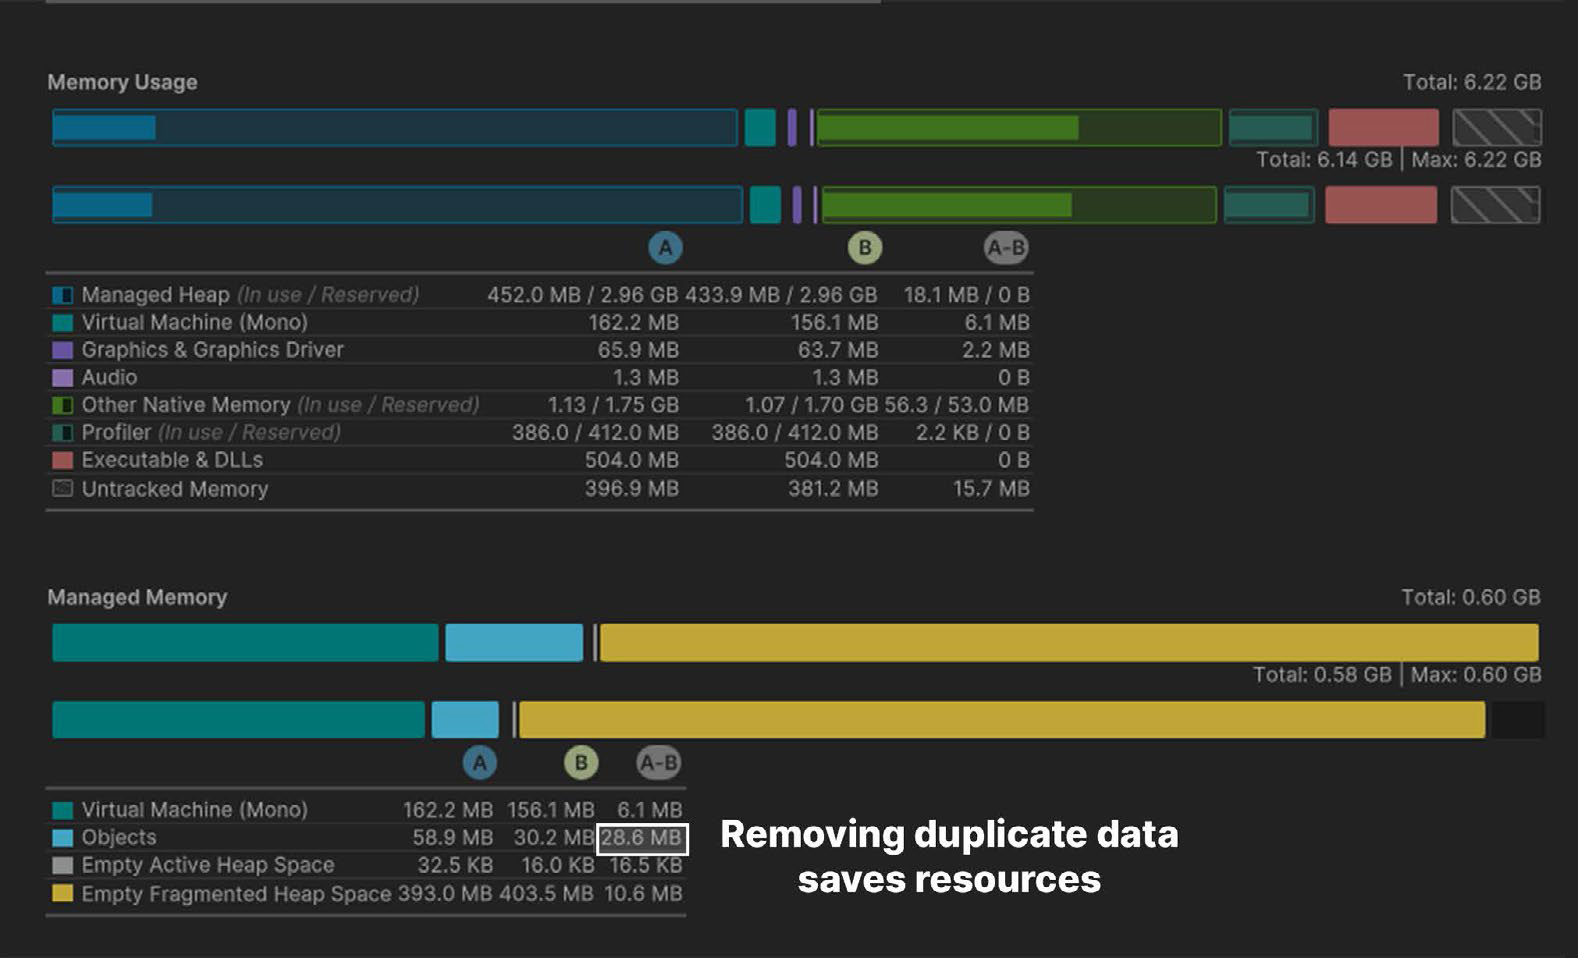 Memory Usage Total: 6.22 GB
Total: 6.14 GB | Max: 6.22 GB
A B A-B
Managed Heap (In use / Reserved) 452.0 MB / 2.96 GB 433.9 MB / 2.96 GB 18.1 MB / 0 B
Virtual Machine (Mono) 162.2 MB 156.1 MB 6.1 MB
Graphics & Graphics Driver 65.9 MB 63.7 MB 2.2 MB
Audio 1.3 MB 1.3 MB 0 B
Other Native Memory (In use / Reserved) 1.13 / 1.75 GB 1.07 / 1.70 GB 56.3 / 53.0 MB
Profiler (In use / Reserved) 386.0 / 412.0 MB 386.0 / 412.0 MB 2.2 KB / 0 B
Executable & DLLs 504.0 MB 504.0 MB 0 B
Untracked Memory 396.9 MB 381.2 MB 15.7 MB
Managed Memory Total: 0.60 GB
Total: 0.58 GB | Max: 0.60 GB
A B A-B
Virtual Machine (Mono) 162.2 MB 156.1 MB 6.1 MB
Objects 58.9 MB 30.2 MB 28.6 MB
Empty Active Heap Space 32.5 KB 16.0 KB 16.5 KB
Empty Fragmented Heap Space 393.0 MB 403.5 MB 10.6 MB
Removing duplicate data
saves resources